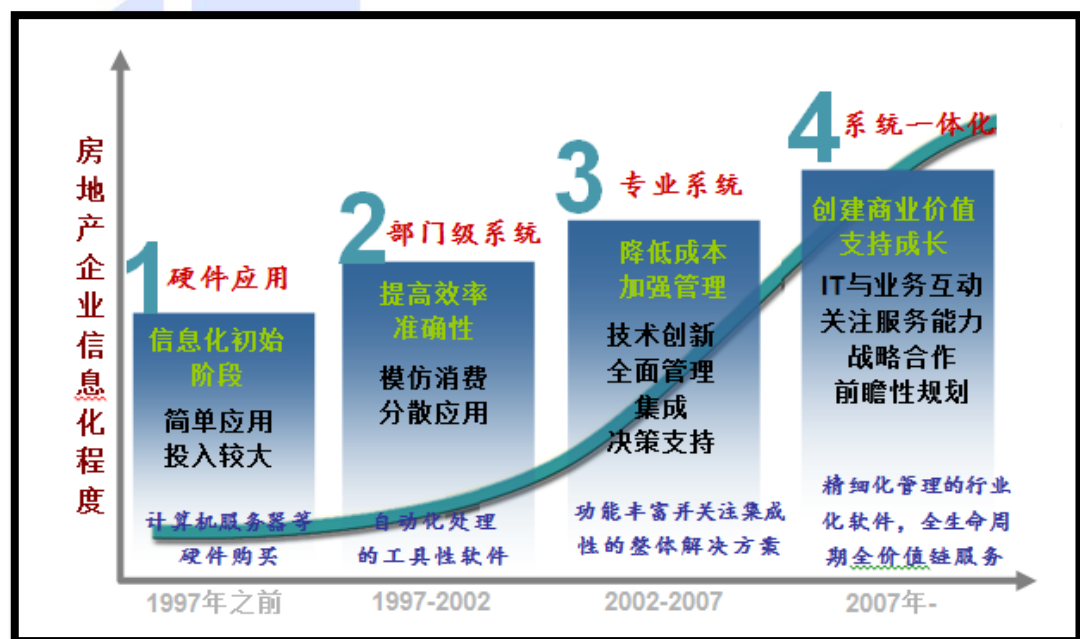 房地产企业信息化程度
1
硬件应用
信息化初始
阶段
简单应用
投入较大
计算机服务器等
硬件购买
1997年之前
2
部门级系统
提高效率
准确性
模仿消费
分散应用
自动化处理
的工具性软件
1997-2002
3
专业系统
降低成本
加强管理
技术创新
全面管理
集成
决策支持
功能丰富并关注集成
性的整体解决方案
2002-2007
4
系统一体化
创建商业价值
支持成长
IT与业务互动
关注服务能力
战略合作
前瞻性规划
精细化管理的行业
化软件，全生命周
期全价值链服务
2007年-